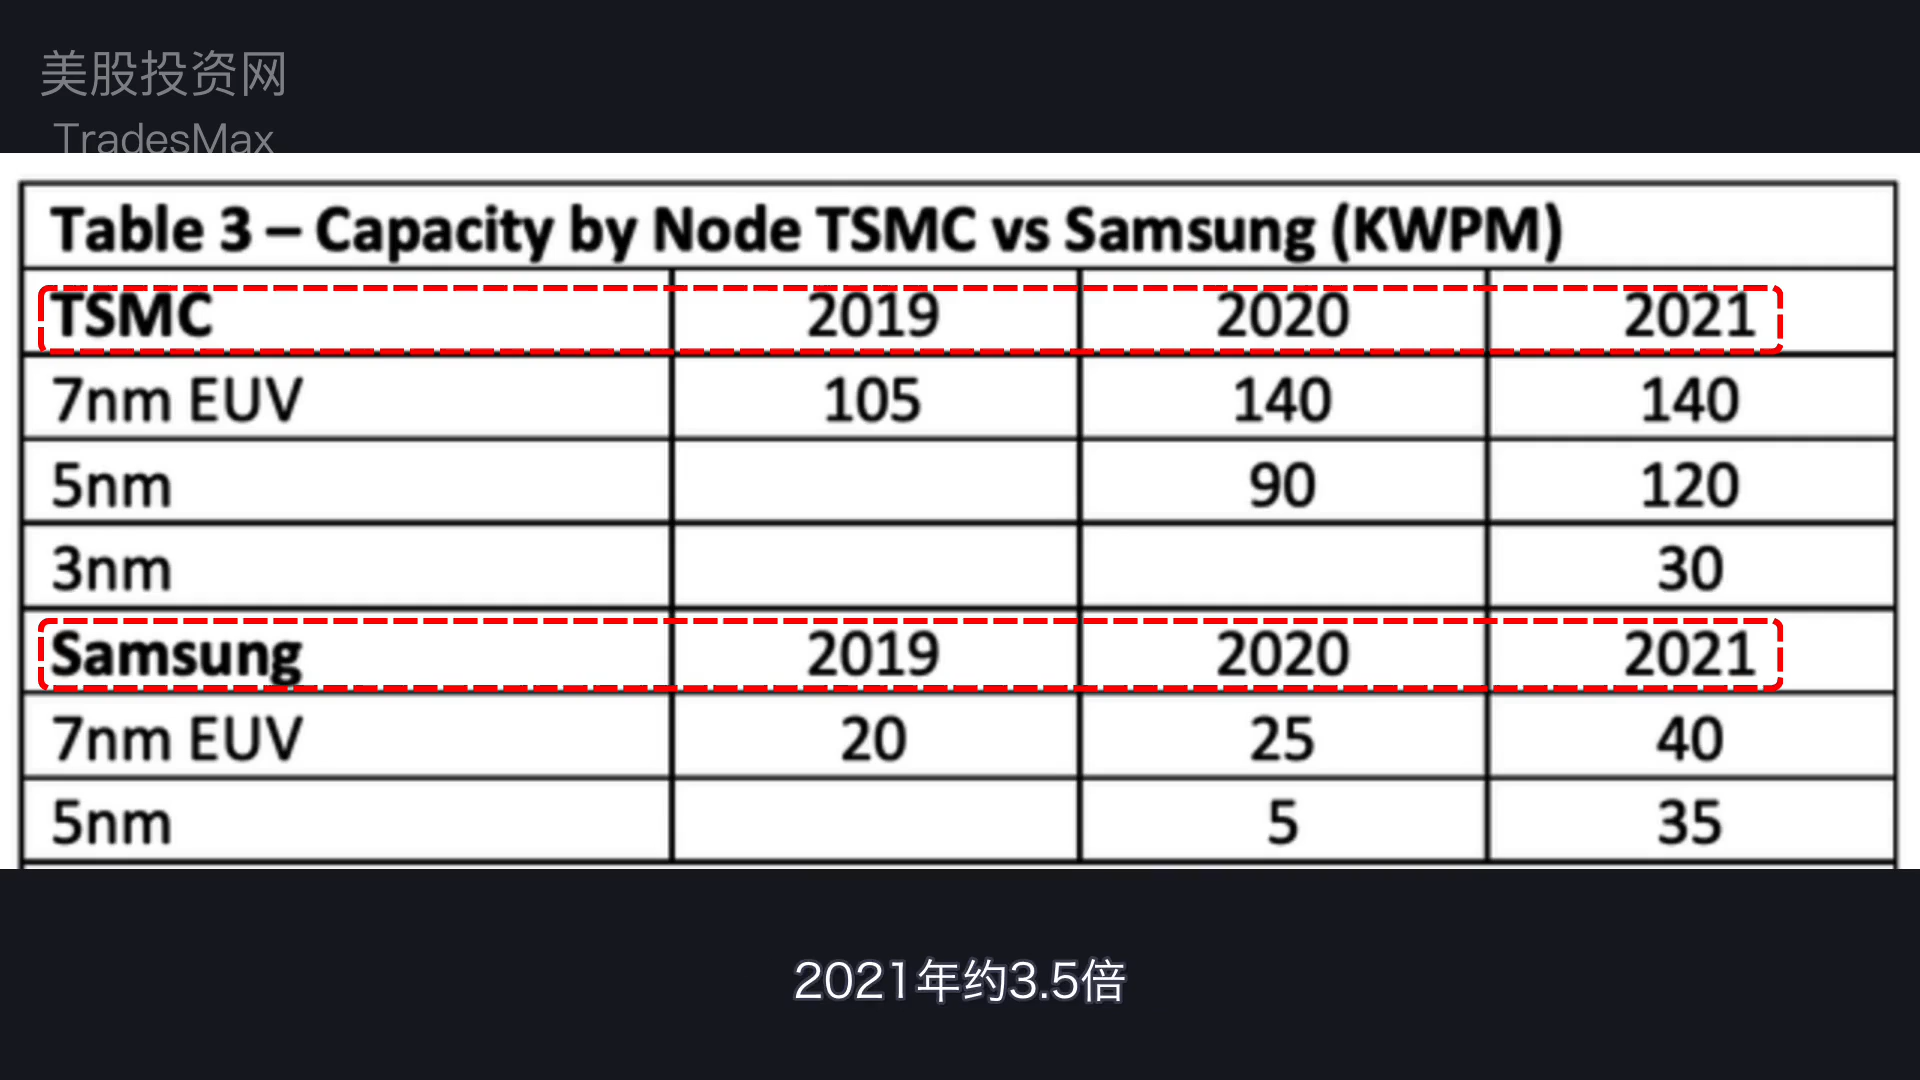 美股投资网
TradesMax
Table 3 – Capacity by Node TSMC vs Samsung (KWPM)
TSMC 2019 2020 2021
7nm EUV 105 140 140
5nm 90 120
3nm 30
Samsung 2019 2020 2021
7nm EUV 20 25 40
5nm 5 35
2021年约3.5倍